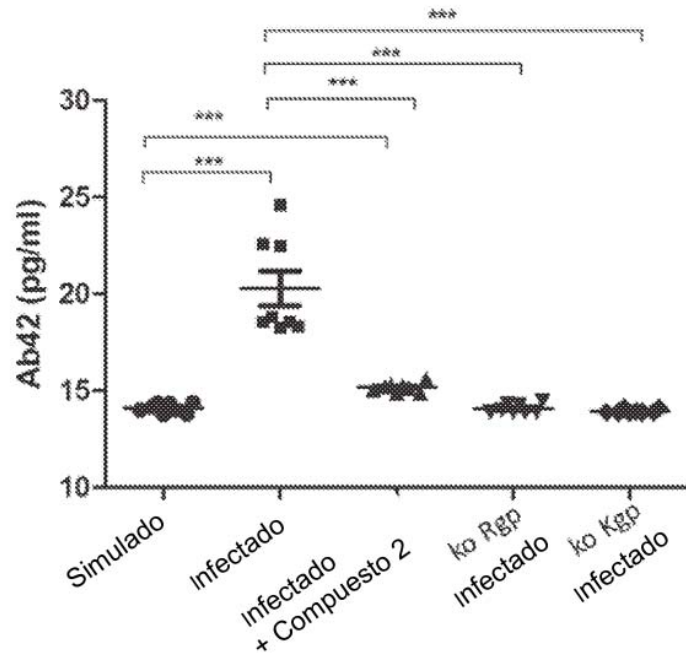 ***
***
***
***
***
30
25
20
15
10
Ab42 (pg/ml)
Simulado
Infectado
Infectado
+ Compuesto 2
ko Rgp
Infectado
ko Kgp
Infectado